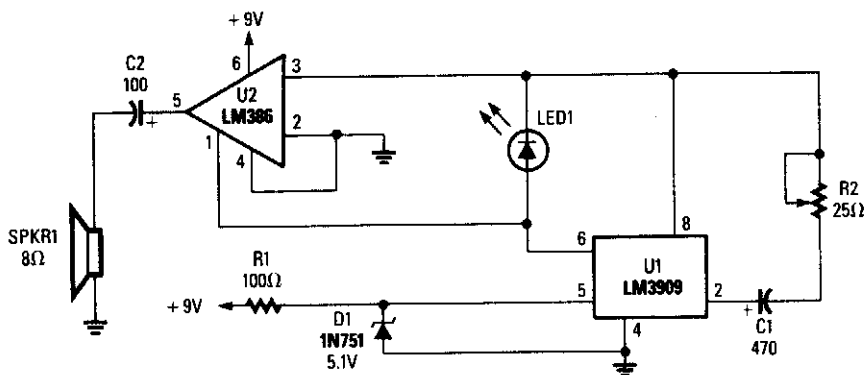 + 9V
C2
100
+
5
6
U2
LM386
3
2
1
4
LED1
SPKR1
8Ω
R2
25Ω
R1
100Ω
+ 9V
D1
1N751
5.1V
6
8
U1
LM3909
5
2
4
+
C1
470